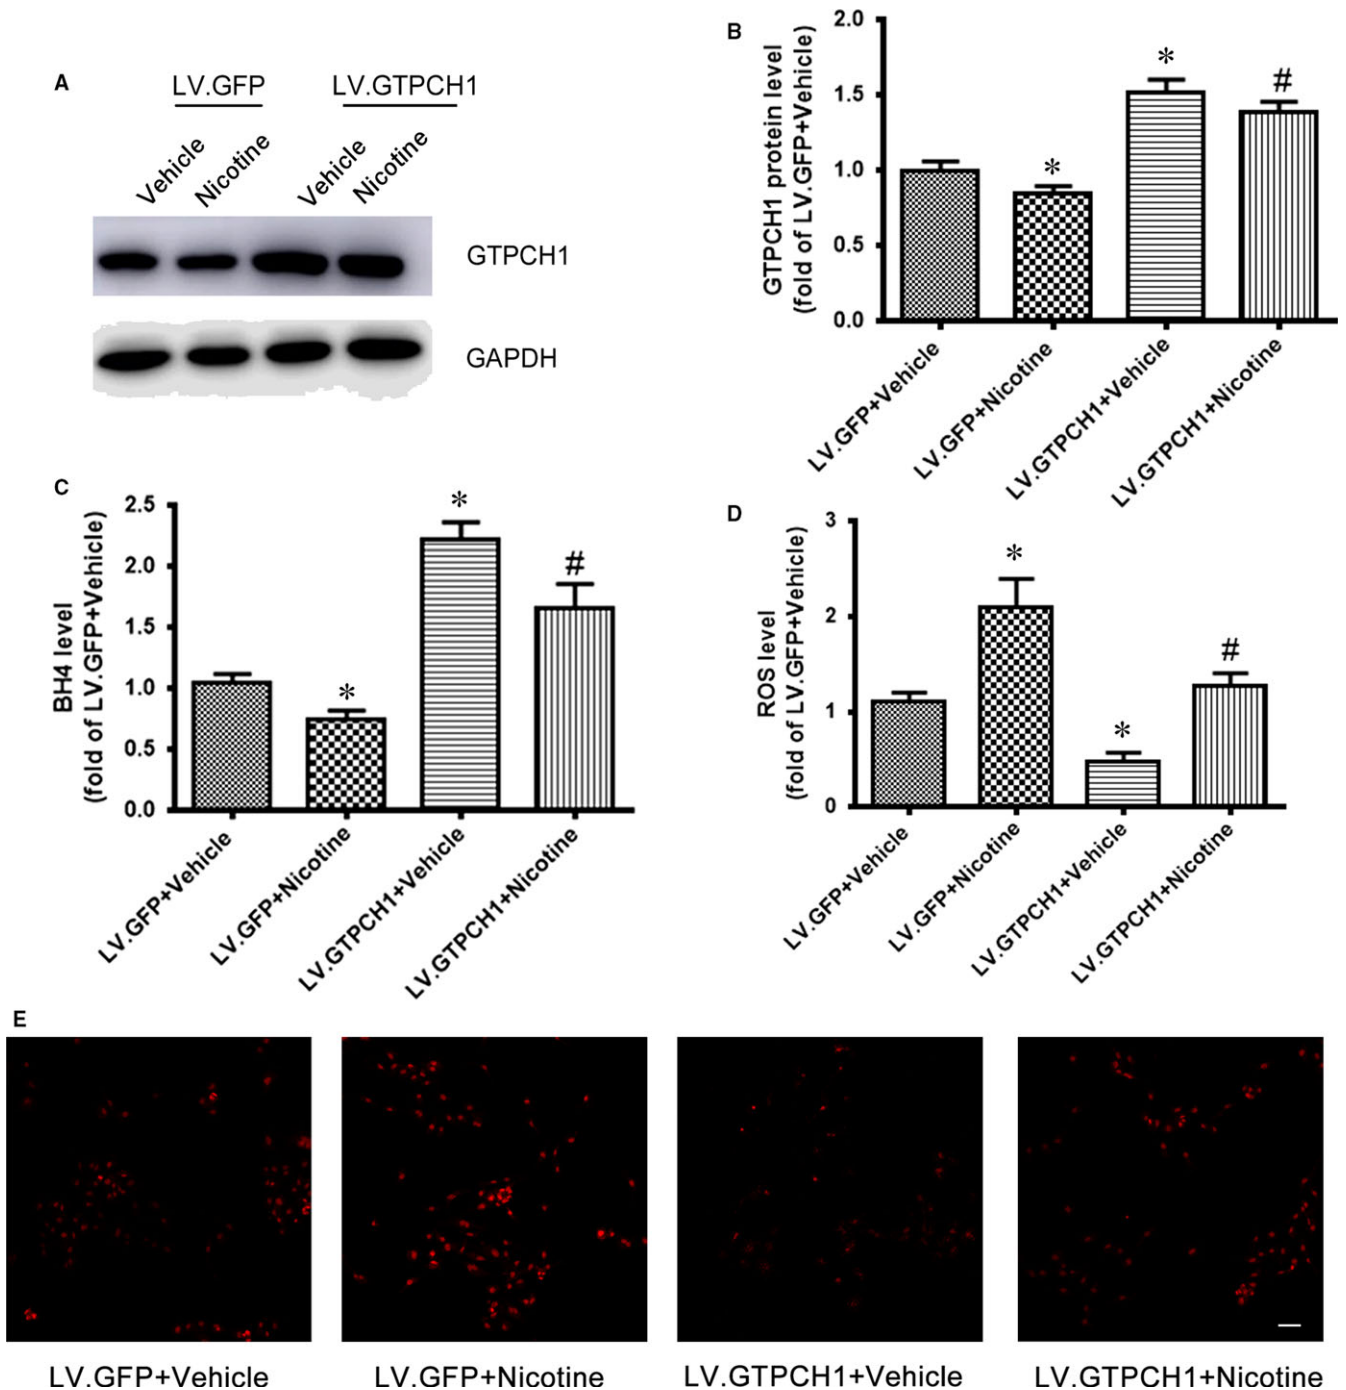 A
LV.GFP
LV.GTPCH1
Vehicle
Nicotine
Vehicle
Nicotine
GTPCH1
GAPDH
B
GTPCH1 protein level
(fold of LV.GFP+Vehicle)
2.0
1.5
1.0
0.5
0.0
*
*
#
LV.GFP+Vehicle
LV.GFP+Nicotine
LV.GTPCH1+Vehicle
LV.GTPCH1+Nicotine
C
BH4 level
(fold of LV.GFP+Vehicle)
2.5
2.0
1.5
1.0
0.5
0.0
*
*
#
LV.GFP+Vehicle
LV.GFP+Nicotine
LV.GTPCH1+Vehicle
LV.GTPCH1+Nicotine
D
ROS level
(fold of LV.GFP+Vehicle)
3
2
1
0
*
*
#
LV.GFP+Vehicle
LV.GFP+Nicotine
LV.GTPCH1+Vehicle
LV.GTPCH1+Nicotine
E
LV.GFP+Vehicle
LV.GFP+Nicotine
LV.GTPCH1+Vehicle
LV.GTPCH1+Nicotine